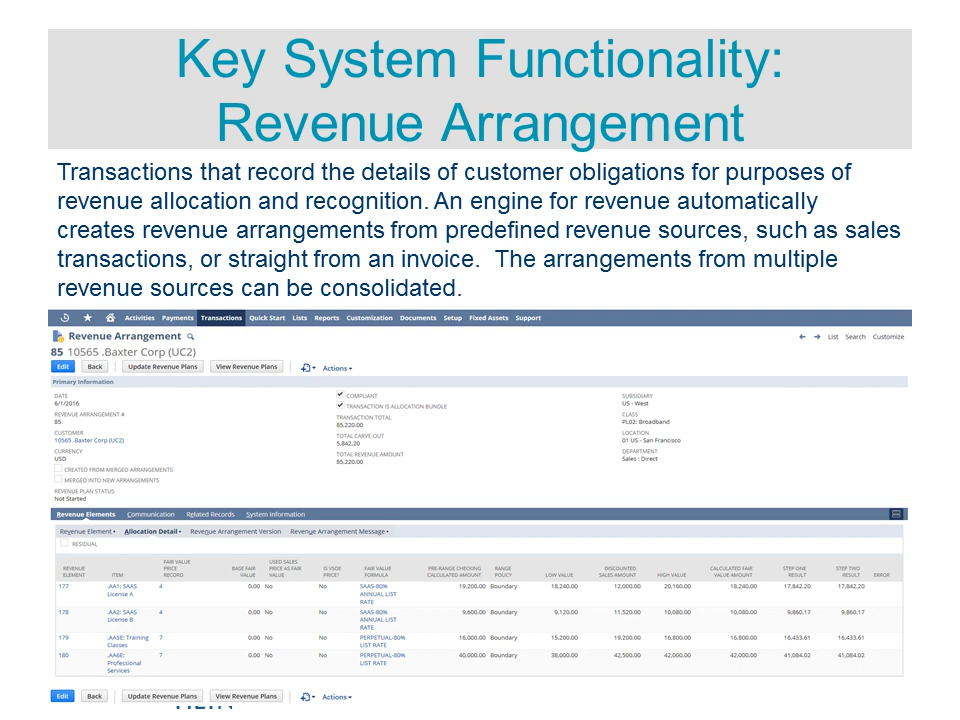 Key System Functionality:
Revenue Arrangement
Transactions that record the details of customer obligations for purposes of
revenue allocation and recognition. An engine for revenue automatically
creates revenue arrangements from predefined revenue sources, such as sales
transactions, or straight from an invoice.  The arrangements from multiple
revenue sources can be consolidated.
Activities Payments Transactions Quick Start Lists Reports Customization Documents Setup Fixed Assets Support
Revenue Arrangement List Search Customize
85 10565 .Baxter Corp (UC2)
Edit Back Update Revenue Plans View Revenue Plans Actions
Primary Information
DATE
6/1/2016
REVENUE ARRANGEMENT #
85
CUSTOMER
10565 .Baxter Corp (UC2)
CURRENCY
USD
CREATED FROM MERGED ARRANGEMENTS
MERGED INTO NEW ARRANGEMENTS
REVENUE PLAN STATUS
Not Started
COMPLIANT
TRANSACTION IS ALLOCATION BUNDLE
TRANSACTION TOTAL
85,220.00
TOTAL CARVE-OUT
5,842.20
TOTAL REVENUE AMOUNT
85,220.00
SUBSIDIARY
US - West
CLASS
PL02: Broadband
LOCATION
01 US - San Francisco
DEPARTMENT
Sales : Direct
Revenue Elements Communication Related Records System Information
Revenue Element • Allocation Detail • Revenue Arrangement Version Revenue Arrangement Message •
RESIDUAL
REVENUE ELEMENT ITEM FAIR VALUE PRICE RECORD BASE FAIR VALUE USED SALES PRICE AS FAIR VALUE IS VSOE PRICE? FAIR VALUE FORMULA PRE-RANGE CHECKING CALCULATED AMOUNT RANGE POLICY LOW VALUE DISCOUNTED SALES AMOUNT HIGH VALUE CALCULATED FAIR VALUE AMOUNT STEP ONE RESULT STEP TWO RESULT ERROR
177 .AA1: SAAS License A 4 0.00 No No SAAS-80% ANNUAL LIST RATE 19,200.00 Boundary 18,240.00 12,000.00 20,160.00 18,240.00 17,842.20 17,842.20
178 .AA2: SAAS License B 4 0.00 No No SAAS-80% ANNUAL LIST RATE 9,600.00 Boundary 9,120.00 11,520.00 10,080.00 10,080.00 9,860.17 9,860.17
179 .AA5E: Training Classes 7 0.00 No No PERPETUAL-80% LIST RATE 16,000.00 Boundary 15,200.00 19,200.00 16,800.00 16,800.00 16,433.61 16,433.61
180 .AA6E: Professional Services 7 0.00 No No PERPETUAL-80% LIST RATE 40,000.00 Boundary 38,000.00 42,500.00 42,000.00 42,000.00 41,084.02 41,084.02
Edit Back Update Revenue Plans View Revenue Plans Actions